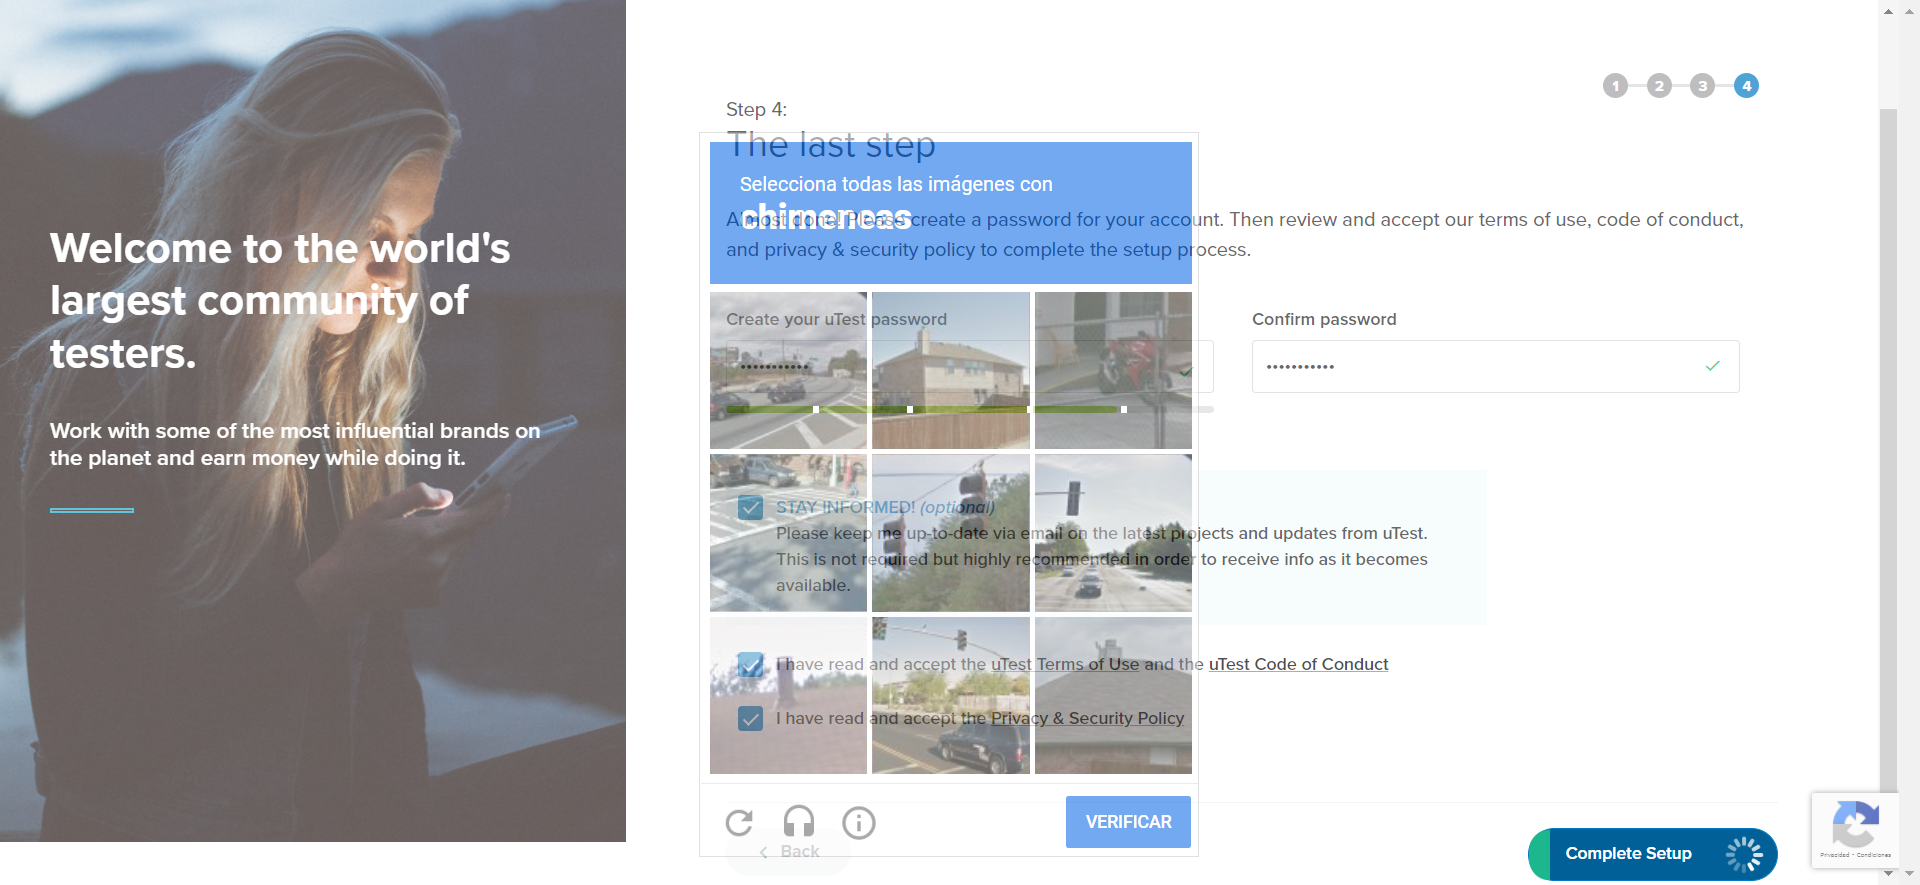 Welcome to the world's
largest community of
testers.
Work with some of the most influential brands on
the planet and earn money while doing it.
1 2 3 4
Step 4:
The last step
Selecciona todas las imágenes con
chimeneas
Almost done! Please create a password for your account. Then review and accept our terms of use, code of conduct,
and privacy & security policy to complete the setup process.
Create your uTest password
Confirm password
•••••••••••
•••••••••••
STAY INFORMED! (optional)
Please keep me up-to-date via email on the latest projects and updates from uTest.
This is not required but highly recommended in order to receive info as it becomes
available.
I have read and accept the uTest Terms of Use and the uTest Code of Conduct
I have read and accept the Privacy & Security Policy
VERIFICAR
Back
Complete Setup
Privacidad - Condiciones